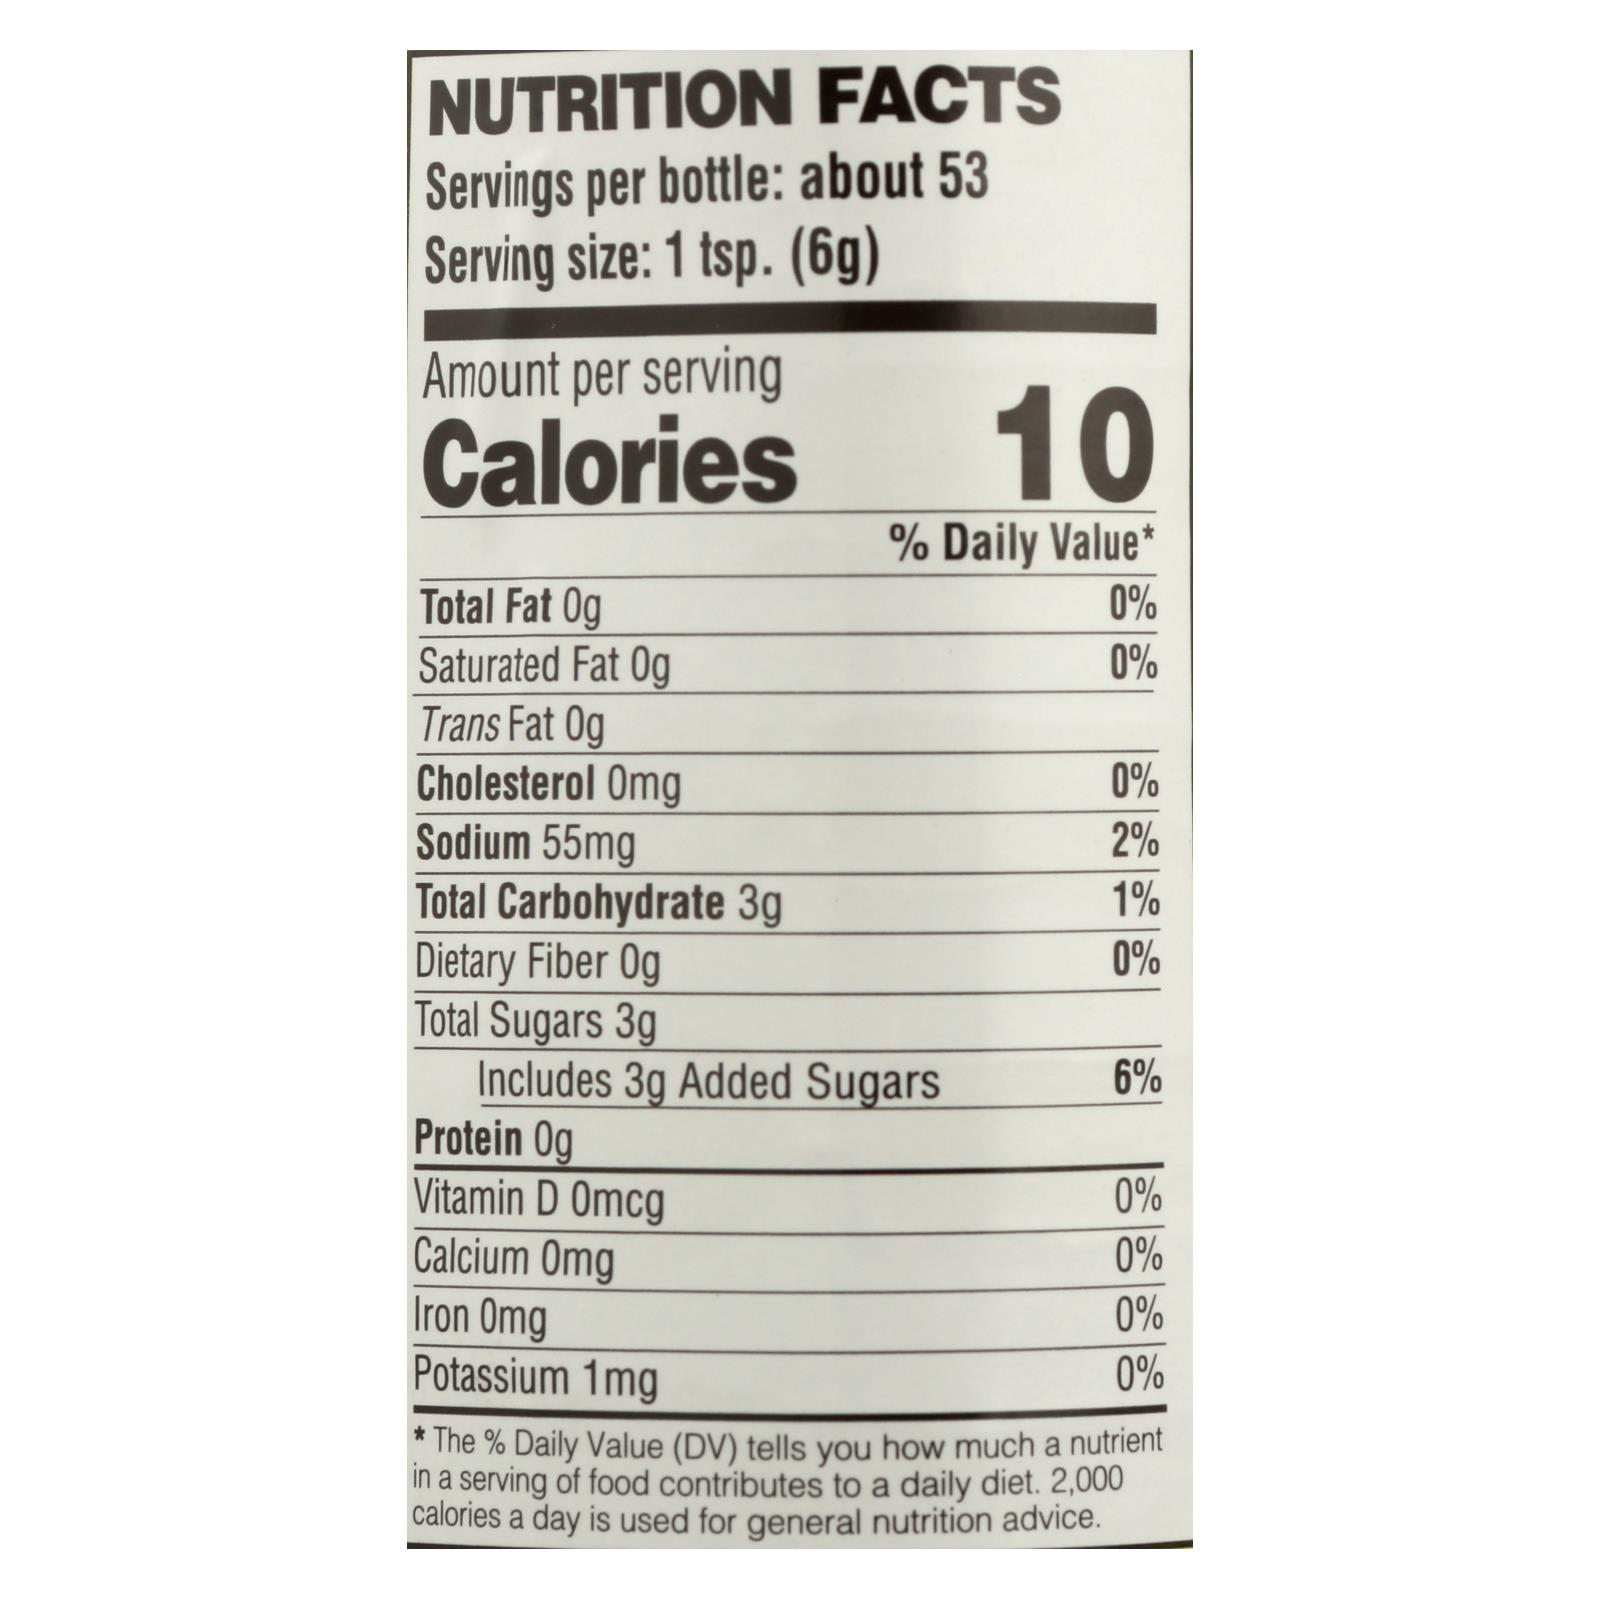 NUTRITION FACTS
Servings per bottle: about 53
Serving size: 1 tsp. (6g)
Amount per serving
Calories 10
% Daily Value*
Total Fat 0g 0%
Saturated Fat 0g 0%
Trans Fat 0g
Cholesterol 0mg 0%
Sodium 55mg 2%
Total Carbohydrate 3g 1%
Dietary Fiber 0g 0%
Total Sugars 3g
Includes 3g Added Sugars 6%
Protein 0g
Vitamin D 0mcg 0%
Calcium 0mg 0%
Iron 0mg 0%
Potassium 1mg 0%
* The % Daily Value (DV) tells you how much a nutrient
in a serving of food contributes to a daily diet. 2,000
calories a day is used for general nutrition advice.